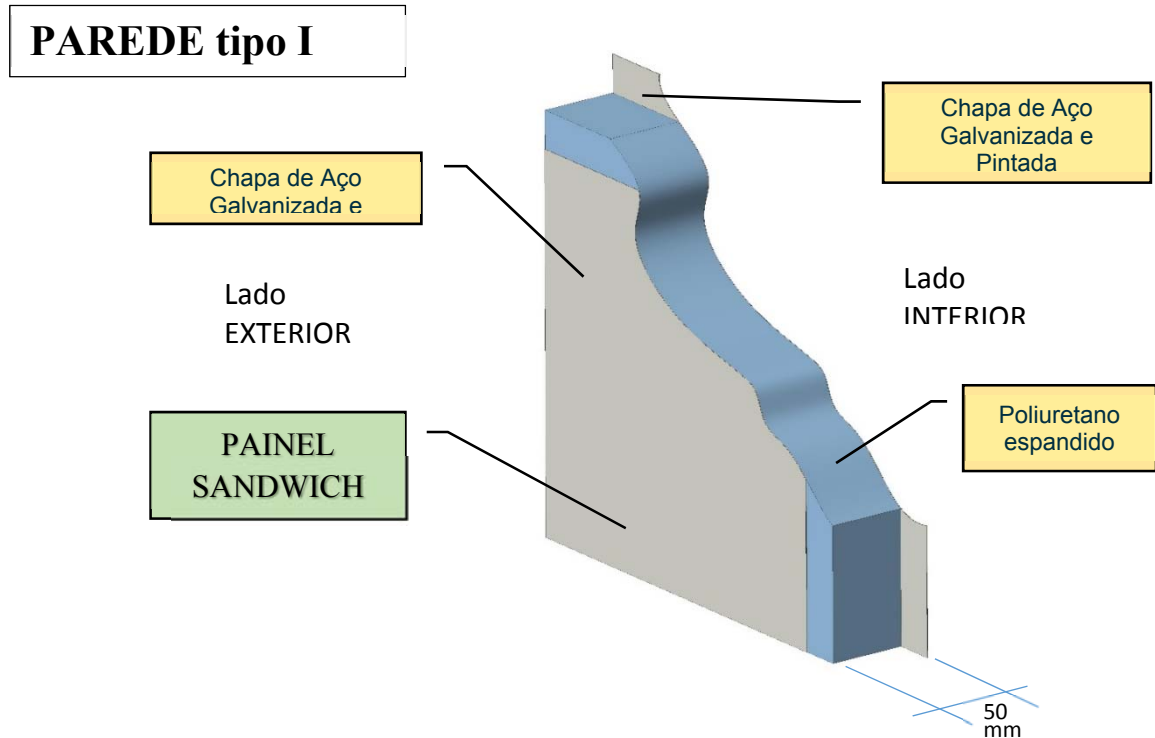 PAREDE tipo I
Chapa de Aço
Galvanizada e
Pintada
Chapa de Aço
Galvanizada e
Lado
EXTERIOR
Lado
INTERIOR
PAINEL
SANDWICH
Poliuretano
espandido
50
mm